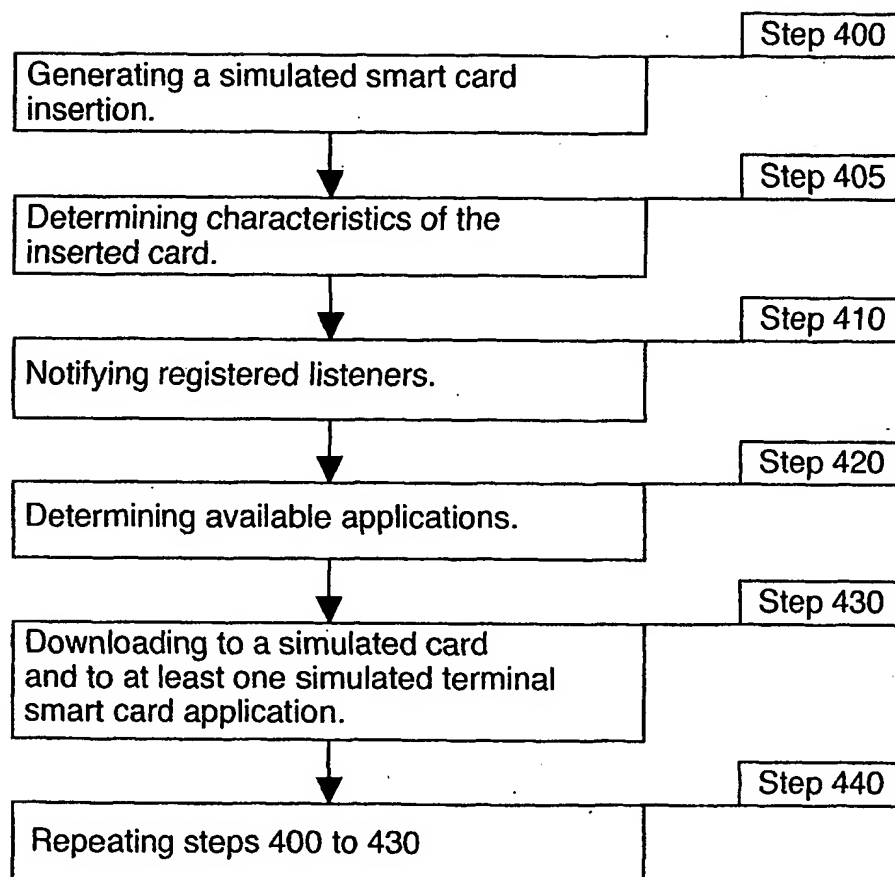 Step 400
Generating a simulated smart card
insertion.
Step 405
Determining characteristics of the
inserted card.
Step 410
Notifying registered listeners.
Step 420
Determining available applications.
Step 430
Downloading to a simulated card
and to at least one simulated terminal
smart card application.
Step 440
Repeating steps 400 to 430